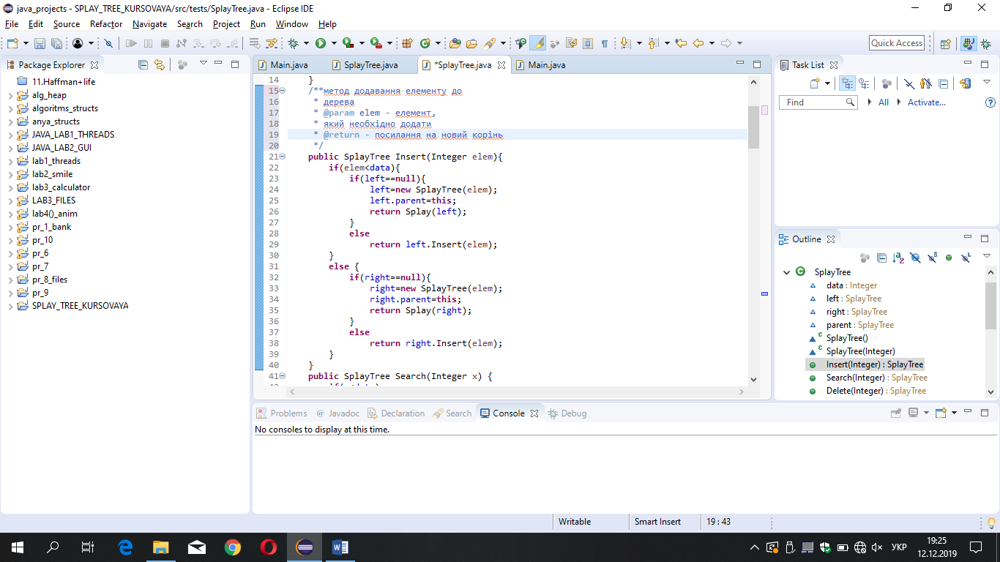 java_projects - SPLAY_TREE_KURSOVAYA/src/tests/SplayTree.java - Eclipse IDE
File Edit Source Refactor Navigate Search Project Run Window Help
Quick Access
Package Explorer
11.Haffman+life
alg_heap
algoritms_structs
anya_structs
JAVA_LAB1_THREADS
JAVA_LAB2_GUI
lab1_threads
lab2_smile
lab3_calculator
LAB3_FILES
lab4()_anim
pr_1_bank
pr_10
pr_6
pr_7
pr_8_files
pr_9
SPLAY_TREE_KURSOVAYA
Main.java SplayTree.java *SplayTree.java Main.java
14 }
15 /**метод додавання елементу до
16 * дерева
17 * @param elem - елемент,
18 * який необхідно додати
19 * @return - посилання на новий корінь
20 */
21 public SplayTree Insert(Integer elem){
22 if(elem<data){
23 if(left==null){
24 left=new SplayTree(elem);
25 left.parent=this;
26 return Splay(left);
27 }
28 else
29 return left.Insert(elem);
30 }
31 else {
32 if(right==null){
33 right=new SplayTree(elem);
34 right.parent=this;
35 return Splay(right);
36 }
37 else
38 return right.Insert(elem);
39 }
40 }
41 public SplayTree Search(Integer x) {
Task List
Find All Activate...
Outline
SplayTree
data : Integer
left : SplayTree
right : SplayTree
parent : SplayTree
SplayTree()
SplayTree(Integer)
Insert(Integer) : SplayTree
Search(Integer) : SplayTree
Delete(Integer) : SplayTree
Problems @ Javadoc Declaration Search Console Debug
No consoles to display at this time.
Writable Smart Insert 19 : 43
УКР
19:25
12.12.2019